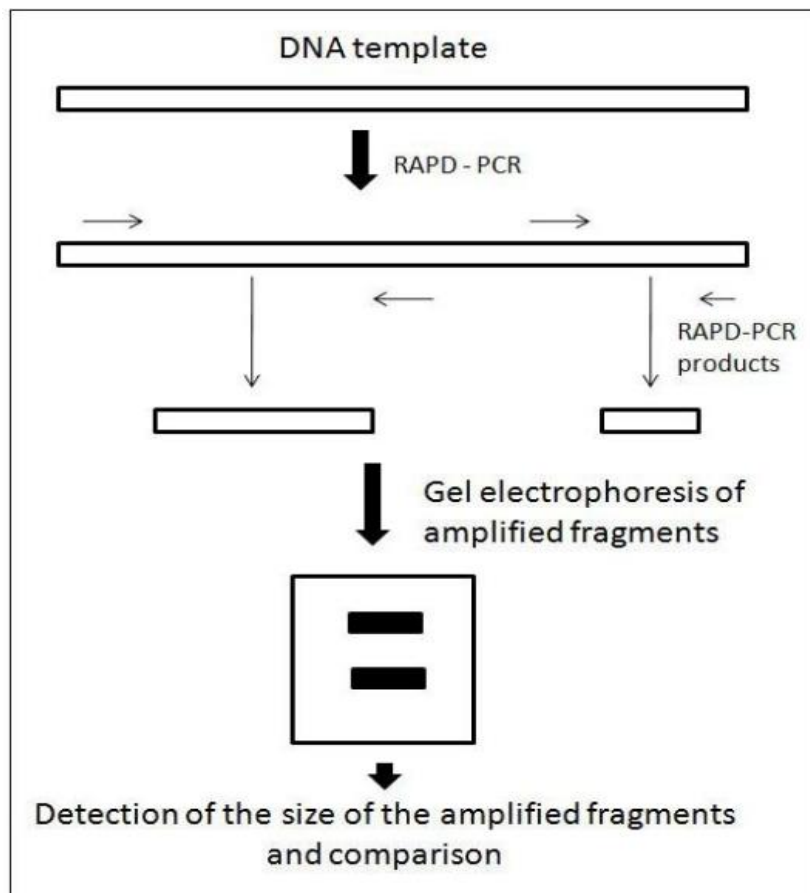 DNA template
RAPD - PCR
RAPD-PCR
products
Gel electrophoresis of
amplified fragments
Detection of the size of the amplified fragments
and comparison